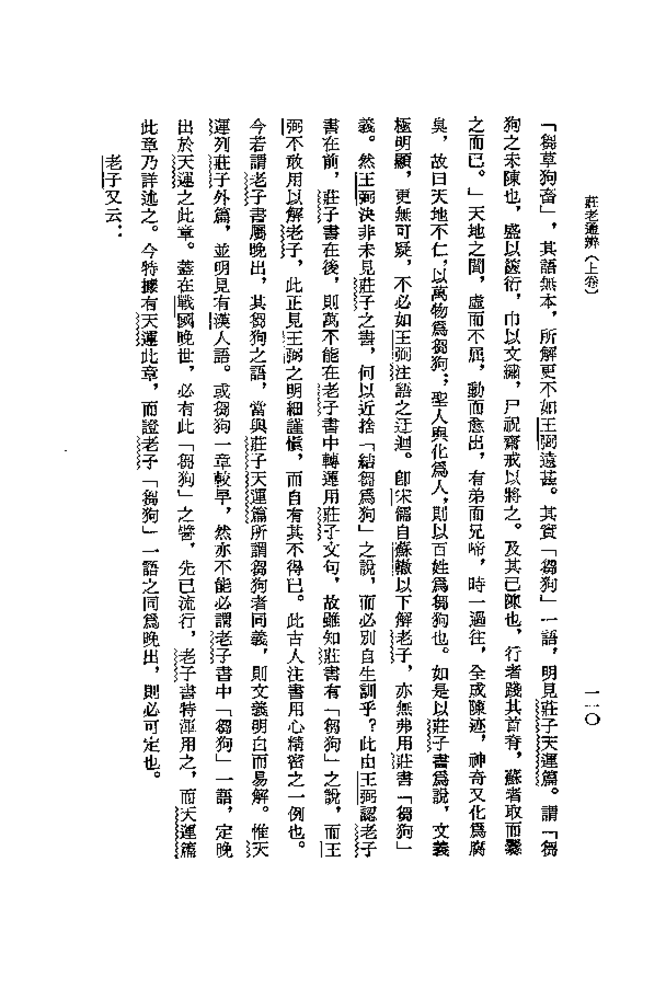 莊老通辨（上卷）
一一〇
「芻草狗畜」，其語無本，所解更不如王弼遠甚。其實「芻狗」一語，明見莊子天運篇。謂「芻
狗之未陳也，盛以篋衍，巾以文繡，尸祝齋戒以將之。及其已陳也，行者踐其首脊，蘇者取而爨
之而已。」天地之間，虛而不屈，動而愈出，有弟而兄啼，時一過往，全成陳迹，神奇又化為腐
臭，故曰天地不仁，以萬物為芻狗；聖人與化為人，則以百姓為芻狗也。如是以莊子書為說，文義
極明顯，更無可疑，不必如王弼注語之迂迴。卽宋儒自蘇轍以下解老子，亦無弗用莊書「芻狗」一
義。然王弼決非未見莊子之書，何以近捨「結芻為狗」之說，而必別自生訓乎？此由王弼認老子
書在前，莊子書在後，則萬不能在老子書中轉運用莊子文句，故雖知莊書有「芻狗」之說，而王
弼不敢用以解老子，此正見王弼之明細謹慎，而自有其不得已。此古人注書用心精密之一例也。
今若謂老子書屬晚出，其芻狗之語，當與莊子天運篇所謂芻狗者同義，則文義明白而易解。惟天
運列莊子外篇，並明見有漢人語。或芻狗一章較早，然亦不能必謂老子書中「芻狗」一語，定晚
出於天運之此章。蓋在戰國晚世，必有此「芻狗」之譬，先已流行，老子書特渾用之，而天運篇
此章乃詳述之。今特據有天運此章，而證老子「芻狗」一語之同為晚出，則必可定也。
老子又云：